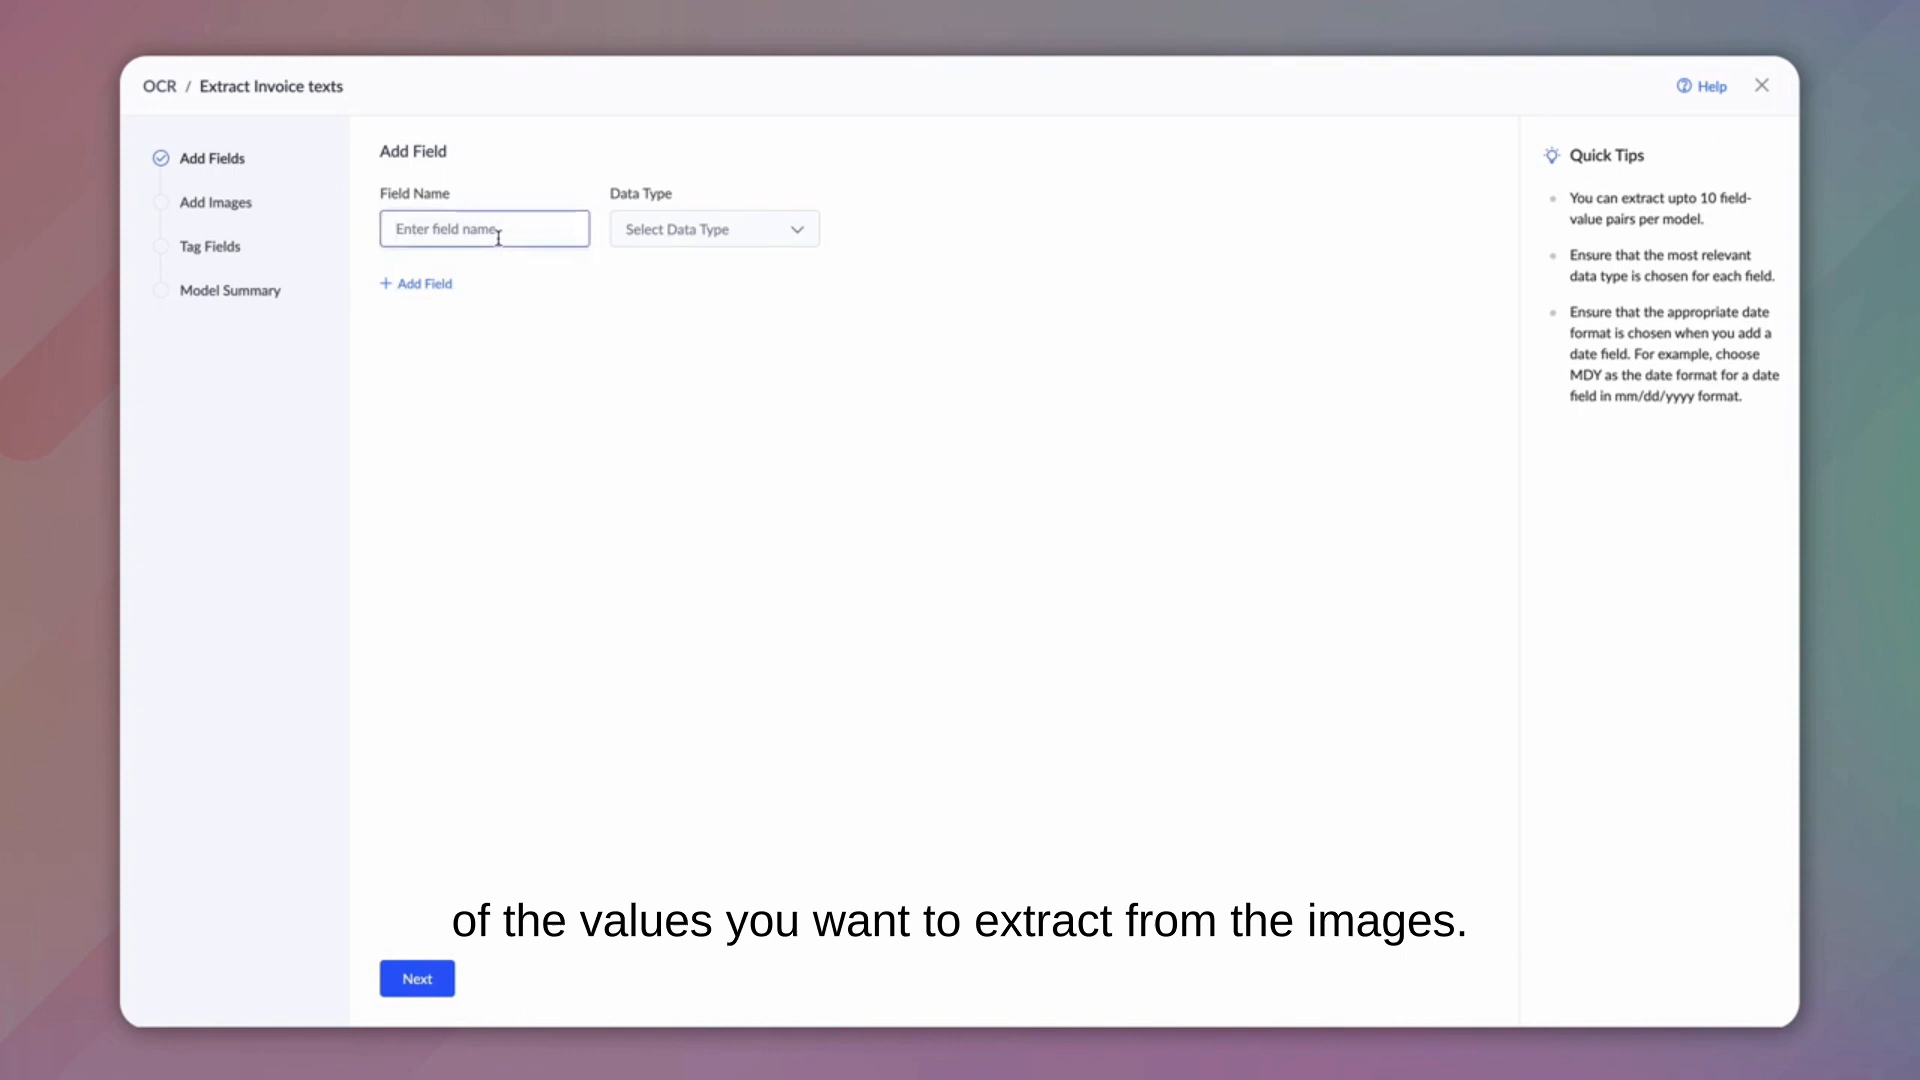 OCR / Extract Invoice texts
Help
Add Fields
Add Images
Tag Fields
Model Summary
Add Field
Field Name
Data Type
Enter field name
Select Data Type
+ Add Field
Quick Tips
You can extract upto 10 field-
value pairs per model.
Ensure that the most relevant
data type is chosen for each field.
Ensure that the appropriate date
format is chosen when you add a
date field. For example, choose
MDY as the date format for a date
field in mm/dd/yyyy format.
of the values you want to extract from the images.
Next